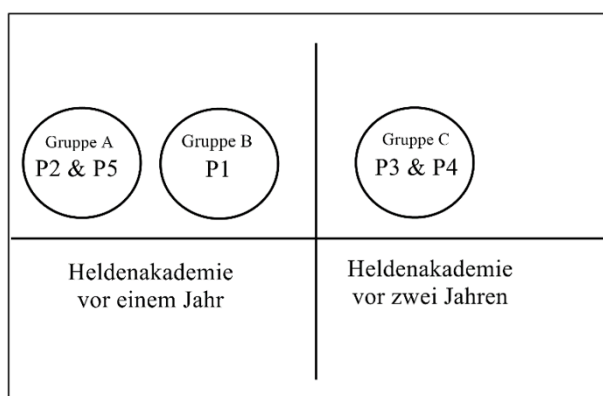 Gruppe A
P2 & P5
Gruppe B
P1
Gruppe C
P3 & P4
Heldenakademie
vor einem Jahr
Heldenakademie
vor zwei Jahren